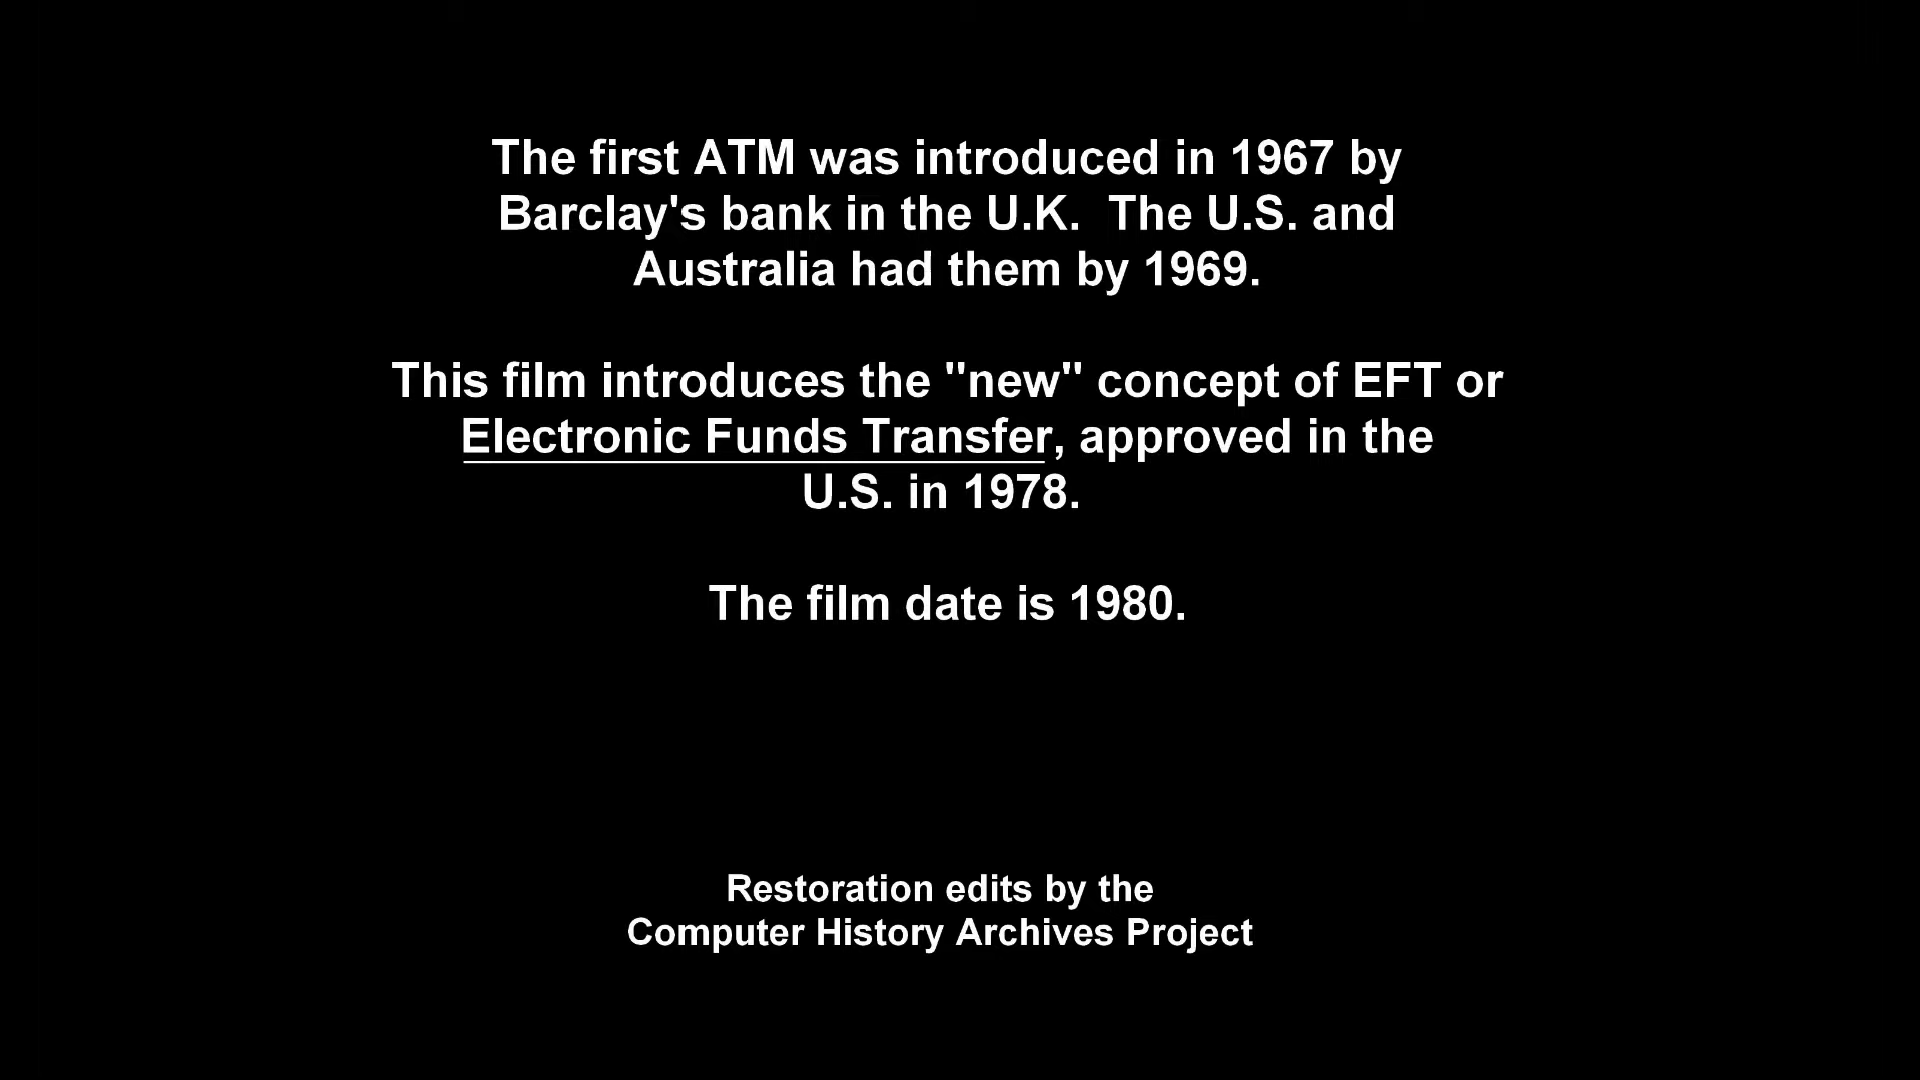 The first ATM was introduced in 1967 by
Barclay's bank in the U.K.  The U.S. and
Australia had them by 1969.
This film introduces the "new" concept of EFT or
Electronic Funds Transfer, approved in the
U.S. in 1978.
The film date is 1980.
Restoration edits by the
Computer History Archives Project